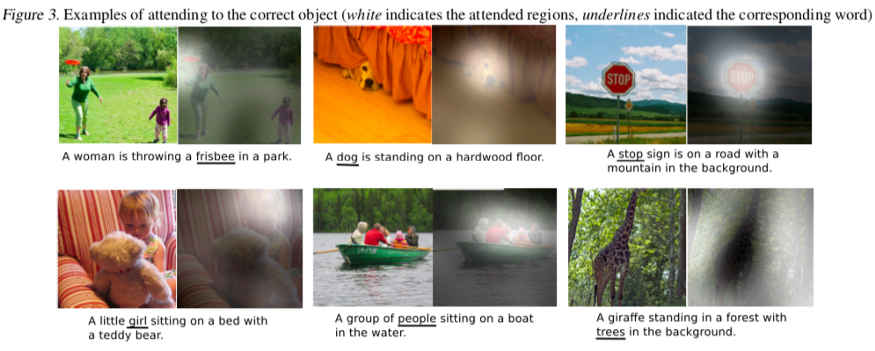 Figure 3. Examples of attending to the correct object (white indicates the attended regions, underlines indicated the corresponding word)
STOP
STOP
A woman is throwing a frisbee in a park.
A dog is standing on a hardwood floor.
A stop sign is on a road with a
mountain in the background.
A little girl sitting on a bed with
a teddy bear.
A group of people sitting on a boat
in the water.
A giraffe standing in a forest with
trees in the background.